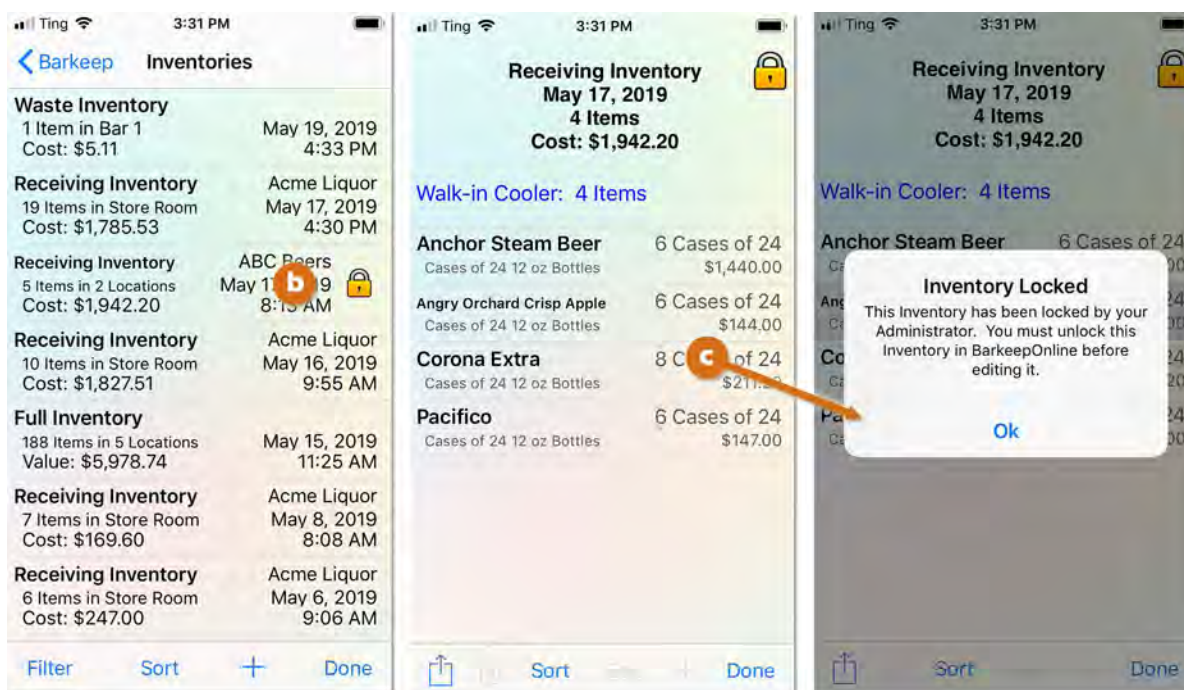 Ting 3:31 PM
Barkeep Inventories
Waste Inventory
1 Item in Bar 1 May 19, 2019
Cost: $5.11 4:33 PM
Receiving Inventory Acme Liquor
19 Items in Store Room May 17, 2019
Cost: $1,785.53 4:30 PM
Receiving Inventory ABC Beers
5 Items in 2 Locations May 1 b 19
Cost: $1,942.20 8:15 AM
Receiving Inventory Acme Liquor
10 Items in Store Room May 16, 2019
Cost: $1,827.51 9:55 AM
Full Inventory
188 Items in 5 Locations May 15, 2019
Value: $5,978.74 11:25 AM
Receiving Inventory Acme Liquor
7 Items in Store Room May 8, 2019
Cost: $169.60 8:08 AM
Receiving Inventory Acme Liquor
6 Items in Store Room May 6, 2019
Cost: $247.00 9:06 AM
Filter Sort + Done
Ting 3:31 PM
Receiving Inventory
May 17, 2019
4 Items
Cost: $1,942.20
Walk-in Cooler: 4 Items
Anchor Steam Beer 6 Cases of 24
Cases of 24 12 oz Bottles $1,440.00
Angry Orchard Crisp Apple 6 Cases of 24
Cases of 24 12 oz Bottles $144.00
Corona Extra 8 C c of 24
Cases of 24 12 oz Bottles
Pacifico 6 Cases of 24
Cases of 24 12 oz Bottles $147.00
Sort Done
Ting 3:31 PM
Receiving Inventory
May 17, 2019
4 Items
Cost: $1,942.20
Walk-in Cooler: 4 Items
Anchor Steam Beer 6 Cases of 24
Inventory Locked
This Inventory has been locked by your
Administrator. You must unlock this
Inventory in BarkeepOnline before
editing it.
Ok
Sort Done